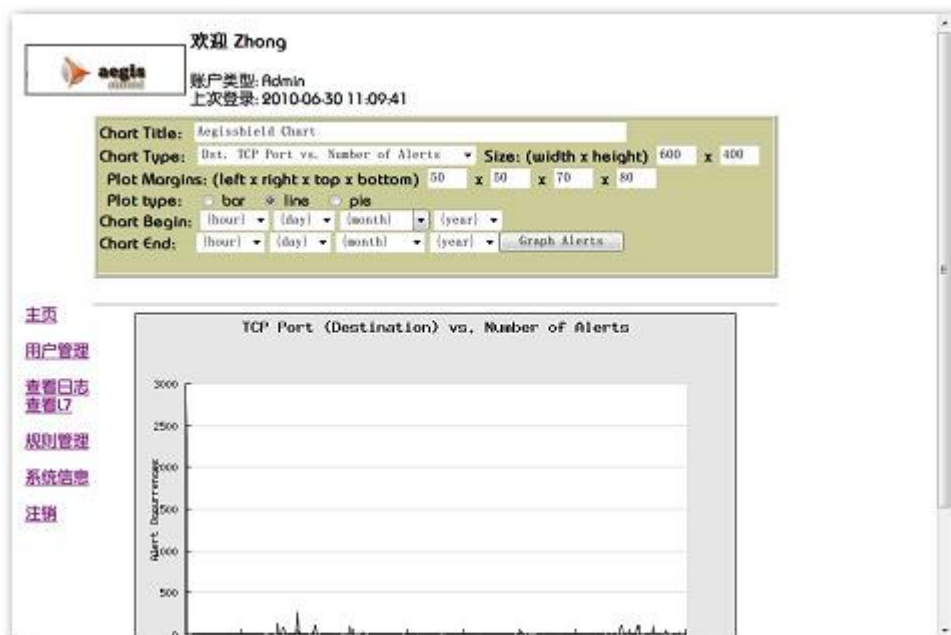 欢迎 Zhong
aegis
账户类型: Admin
上次登录: 2010-06-30 11:09:41
Chart Title: Aegisshield Chart
Chart Type: Dst. TCP Port vs. Number of Alerts Size: (width x height) 600 x 400
Plot Margins: (left x right x top x bottom) 50 x 50 x 70 x 80
Plot type: bar line pie
Chart Begin: {hour} {day} {month} {year}
Chart End: {hour} {day} {month} {year} Graph Alerts
主页
用户管理
查看日志
查看L7
规则管理
系统信息
注销
TCP Port (Destination) vs. Number of Alerts
Alert Occurrences
3000
2500
2000
1500
1000
500
0